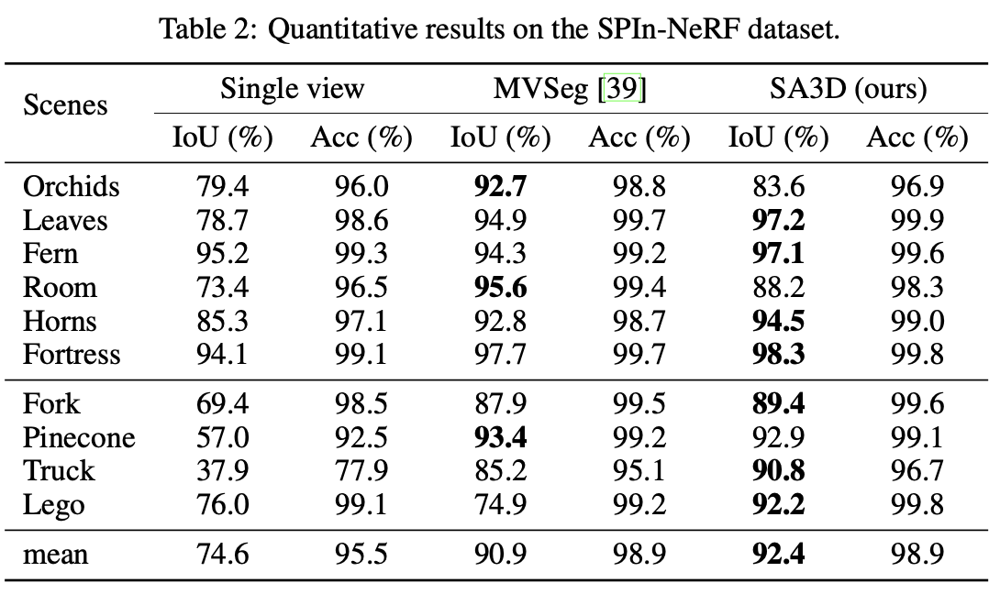 Table 2: Quantitative results on the SPIn-NeRF dataset.
Scenes Single view MVSeg [39] SA3D (ours)
IoU (%) Acc (%) IoU (%) Acc (%) IoU (%) Acc (%)
Orchids 79.4 96.0 92.7 98.8 83.6 96.9
Leaves 78.7 98.6 94.9 99.7 97.2 99.9
Fern 95.2 99.3 94.3 99.2 97.1 99.6
Room 73.4 96.5 95.6 99.4 88.2 98.3
Horns 85.3 97.1 92.8 98.7 94.5 99.0
Fortress 94.1 99.1 97.7 99.7 98.3 99.8
Fork 69.4 98.5 87.9 99.5 89.4 99.6
Pinecone 57.0 92.5 93.4 99.2 92.9 99.1
Truck 37.9 77.9 85.2 95.1 90.8 96.7
Lego 76.0 99.1 74.9 99.2 92.2 99.8
mean 74.6 95.5 90.9 98.9 92.4 98.9